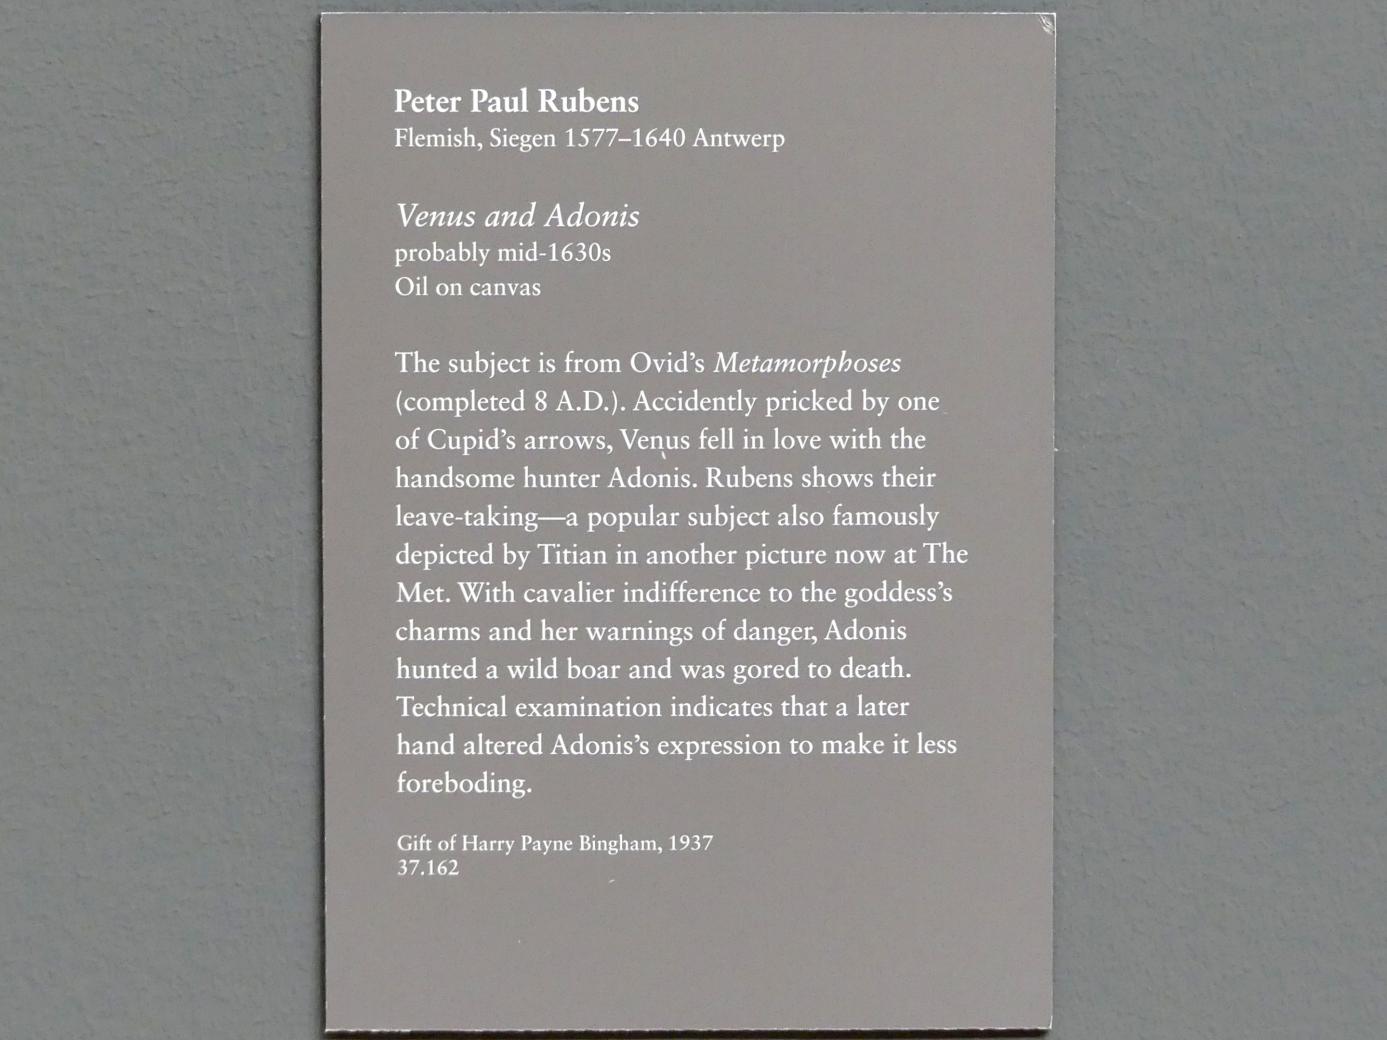 Peter Paul Rubens
Flemish, Siegen 1577–1640 Antwerp
Venus and Adonis
probably mid-1630s
Oil on canvas
The subject is from Ovid’s Metamorphoses
(completed 8 A.D.). Accidently pricked by one
of Cupid’s arrows, Venus fell in love with the
handsome hunter Adonis. Rubens shows their
leave-taking—a popular subject also famously
depicted by Titian in another picture now at The
Met. With cavalier indifference to the goddess’s
charms and her warnings of danger, Adonis
hunted a wild boar and was gored to death.
Technical examination indicates that a later
hand altered Adonis’s expression to make it less
foreboding.
Gift of Harry Payne Bingham, 1937
37.162